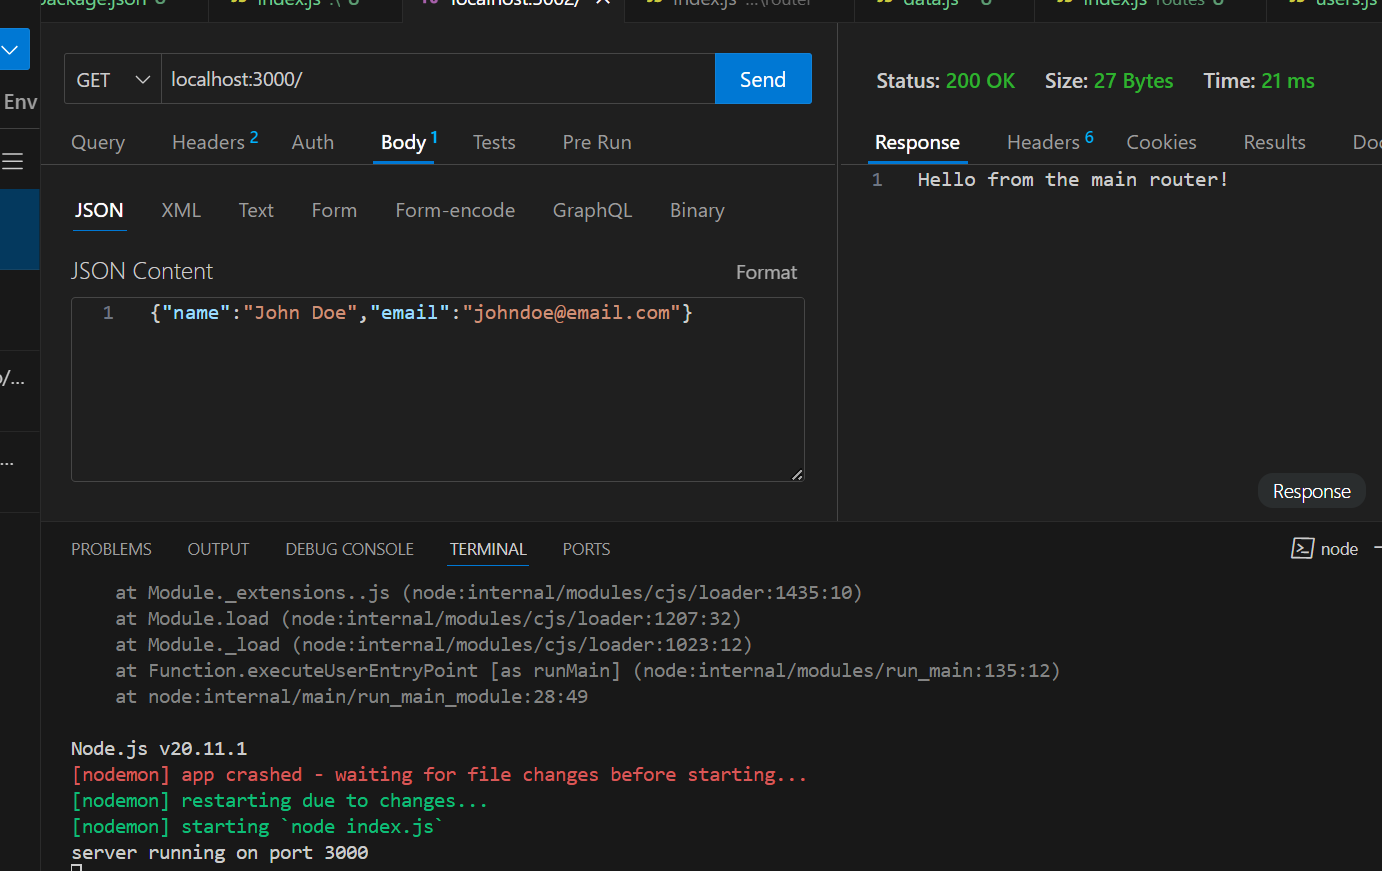 package.json 6
index.js .\ 6
localhost:3002/
index.js ...\router
data.js 6
index.js routes 6
users.js
Env
GET
localhost:3000/
Send
Status: 200 OK Size: 27 Bytes Time: 21 ms
Query
Headers 2
Auth
Body 1
Tests
Pre Run
Response
Headers 6
Cookies
Results
Doc
1 Hello from the main router!
JSON
XML
Text
Form
Form-encode
GraphQL
Binary
JSON Content
Format
1 {"name":"John Doe","email":"johndoe@email.com"}
/...
...
Response
PROBLEMS
OUTPUT
DEBUG CONSOLE
TERMINAL
PORTS
node
at Module._extensions..js (node:internal/modules/cjs/loader:1435:10)
at Module.load (node:internal/modules/cjs/loader:1207:32)
at Module._load (node:internal/modules/cjs/loader:1023:12)
at Function.executeUserEntryPoint [as runMain] (node:internal/modules/run_main:135:12)
at node:internal/main/run_main_module:28:49
Node.js v20.11.1
[nodemon] app crashed - waiting for file changes before starting...
[nodemon] restarting due to changes...
[nodemon] starting `node index.js`
server running on port 3000